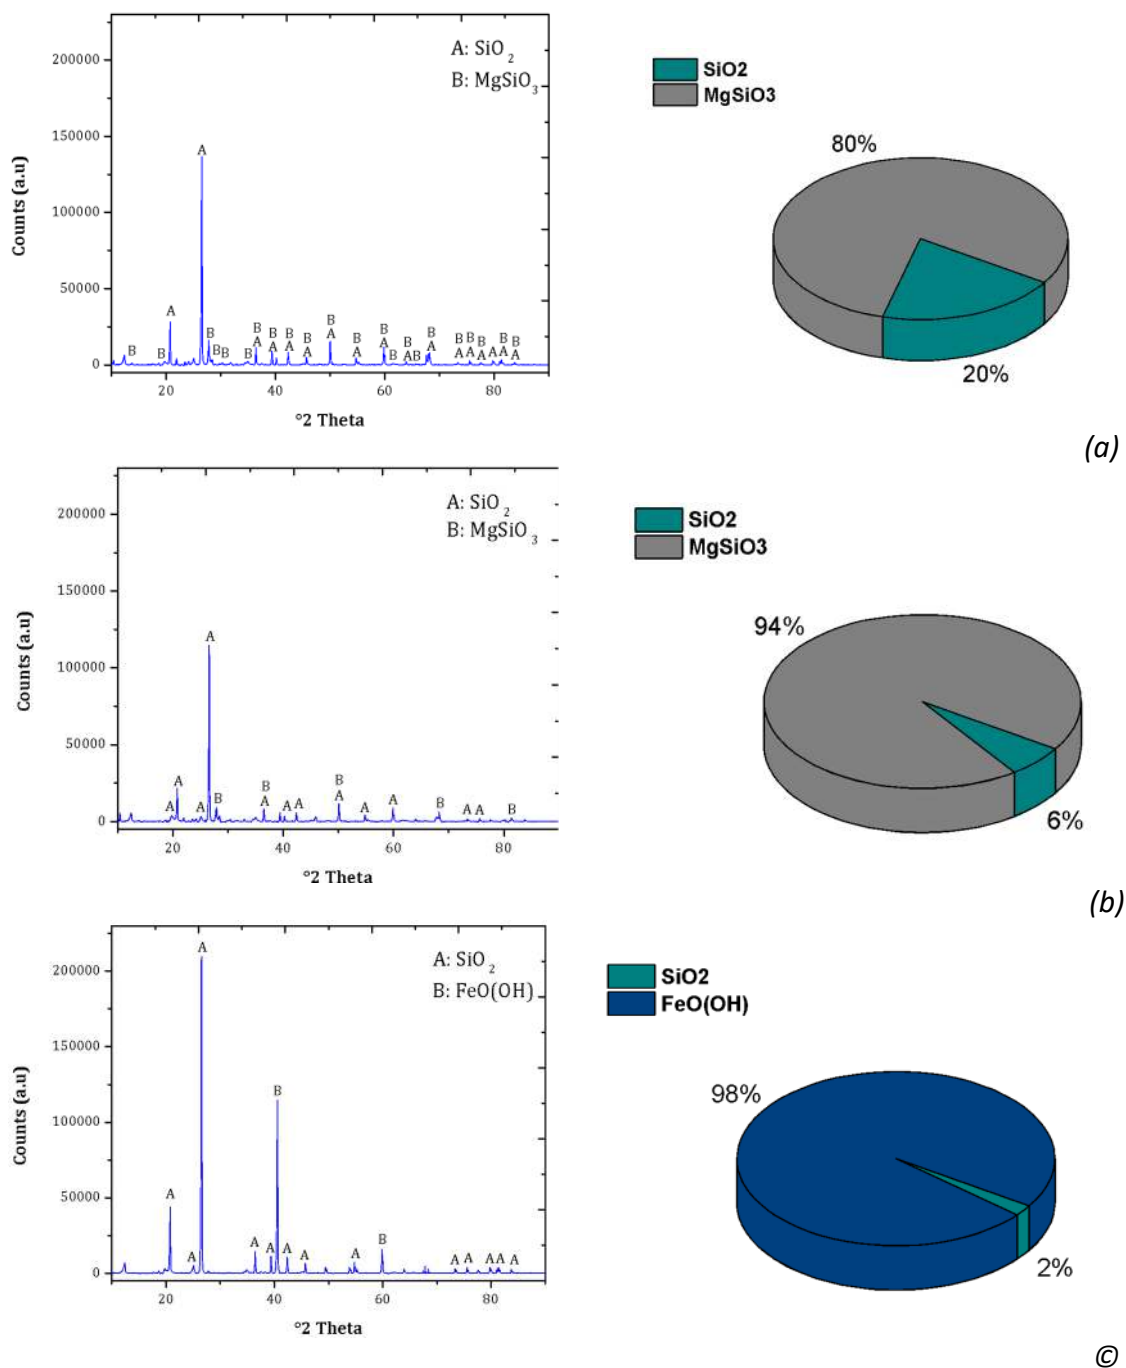 A: SiO2
B: MgSiO3
200000
150000
100000
50000
0
Counts (a.u)
A
A
B
B
B
B
B
B
B
A
B
A
B
A
B
A
B
A
B
A
B
A
B
B
A
B
B
A
B
A
B
A
B
A
A
B
A
B
A
20
40
60
80
°2 Theta
SiO2
MgSiO3
80%
20%
(a)
A: SiO2
B: MgSiO3
200000
150000
100000
50000
0
Counts (a.u)
A
A
A
A
B
B
A
A
A
B
A
A
A
B
A
A
B
20
40
60
80
°2 Theta
SiO2
MgSiO3
94%
6%
(b)
A: SiO2
B: FeO(OH)
200000
150000
100000
50000
0
Counts (a.u)
A
A
A
B
A
A
A
A
A
B
A
A
A
A
A
20
40
60
80
°2 Theta
SiO2
FeO(OH)
98%
2%
©